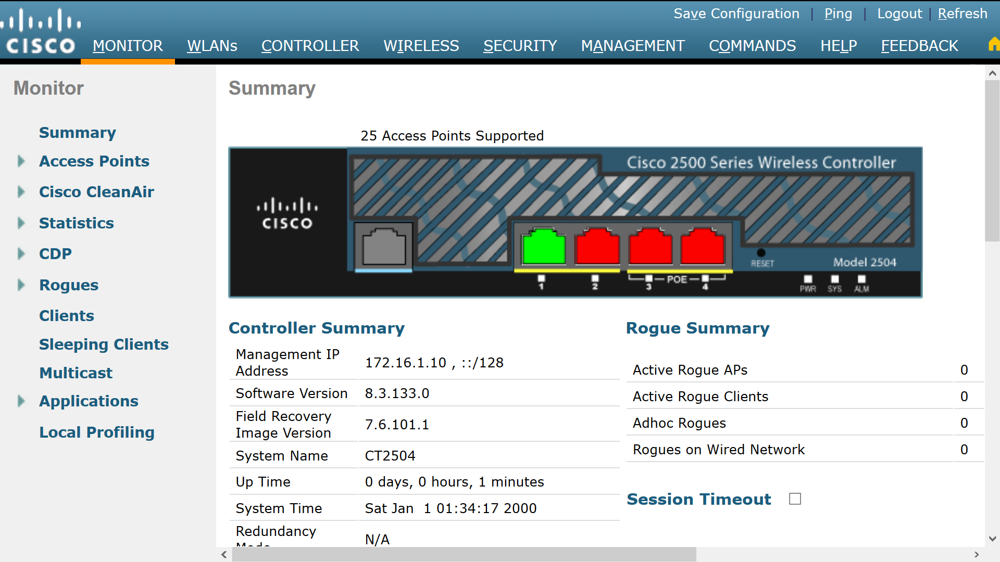 Save Configuration | Ping | Logout | Refresh
CISCO
MONITOR WLANs CONTROLLER WIRELESS SECURITY MANAGEMENT COMMANDS HELP FEEDBACK
Monitor
Summary
Access Points
Cisco CleanAir
Statistics
CDP
Rogues
Clients
Sleeping Clients
Multicast
Applications
Local Profiling
Summary
25 Access Points Supported
Cisco 2500 Series Wireless Controller
CISCO
RESET
Model 2504
1 2 3 POE 4
PWR SYS ALM
Controller Summary
Management IP
Address
172.16.1.10 , ::/128
Software Version 8.3.133.0
Field Recovery
Image Version
7.6.101.1
System Name CT2504
Up Time 0 days, 0 hours, 1 minutes
System Time Sat Jan  1 01:34:17 2000
Redundancy
Mode
N/A
Rogue Summary
Active Rogue APs 0
Active Rogue Clients 0
Adhoc Rogues 0
Rogues on Wired Network 0
Session Timeout